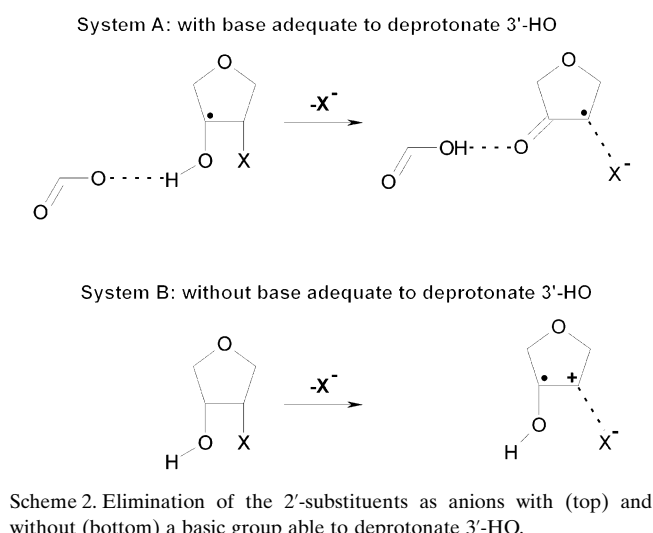 System A: with base adequate to deprotonate 3'-HO
O
O
-X⁻
O
X
O
H
O
OH
O
O
X⁻
System B: without base adequate to deprotonate 3'-HO
O
O
-X⁻
+
O
X
H
O
H
X⁻
Scheme 2. Elimination of the 2′-substituents as anions with (top) and
without (bottom) a basic group able to deprotonate 3′-HO.